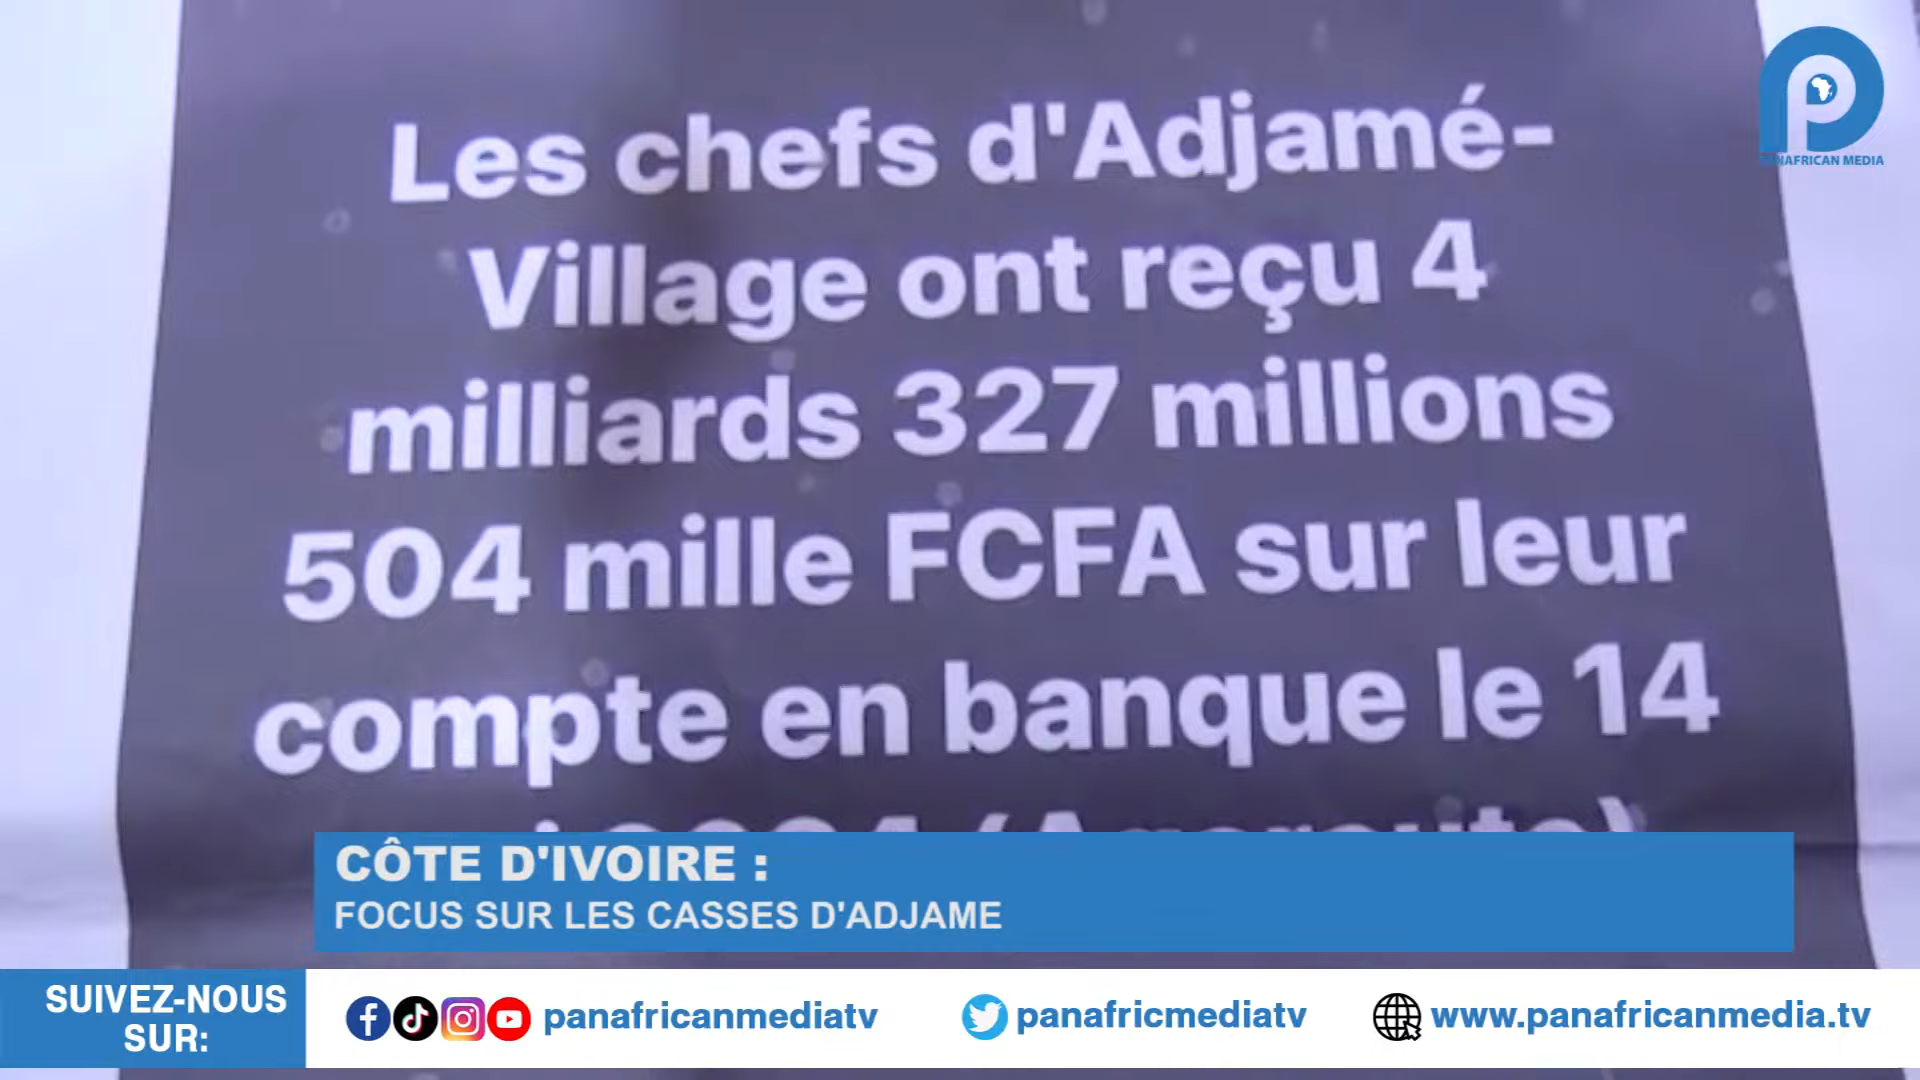 Les chefs d'Adjamé-
Village ont reçu 4
milliards 327 millions
504 mille FCFA sur leur
compte en banque le 14
PANAFRICAN MEDIA
CÔTE D'IVOIRE :
FOCUS SUR LES CASSES D'ADJAME
SUIVEZ-NOUS
SUR:
panafricanmediatv
panafricmediatv
www.panafricanmedia.tv